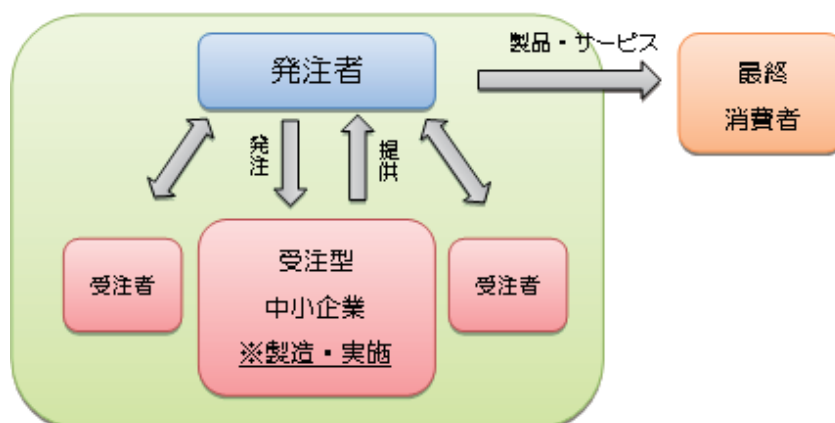 製品・サービス
発注者
最終
消費者
発注
提供
受注者
受注型
中小企業
※製造・実施
受注者